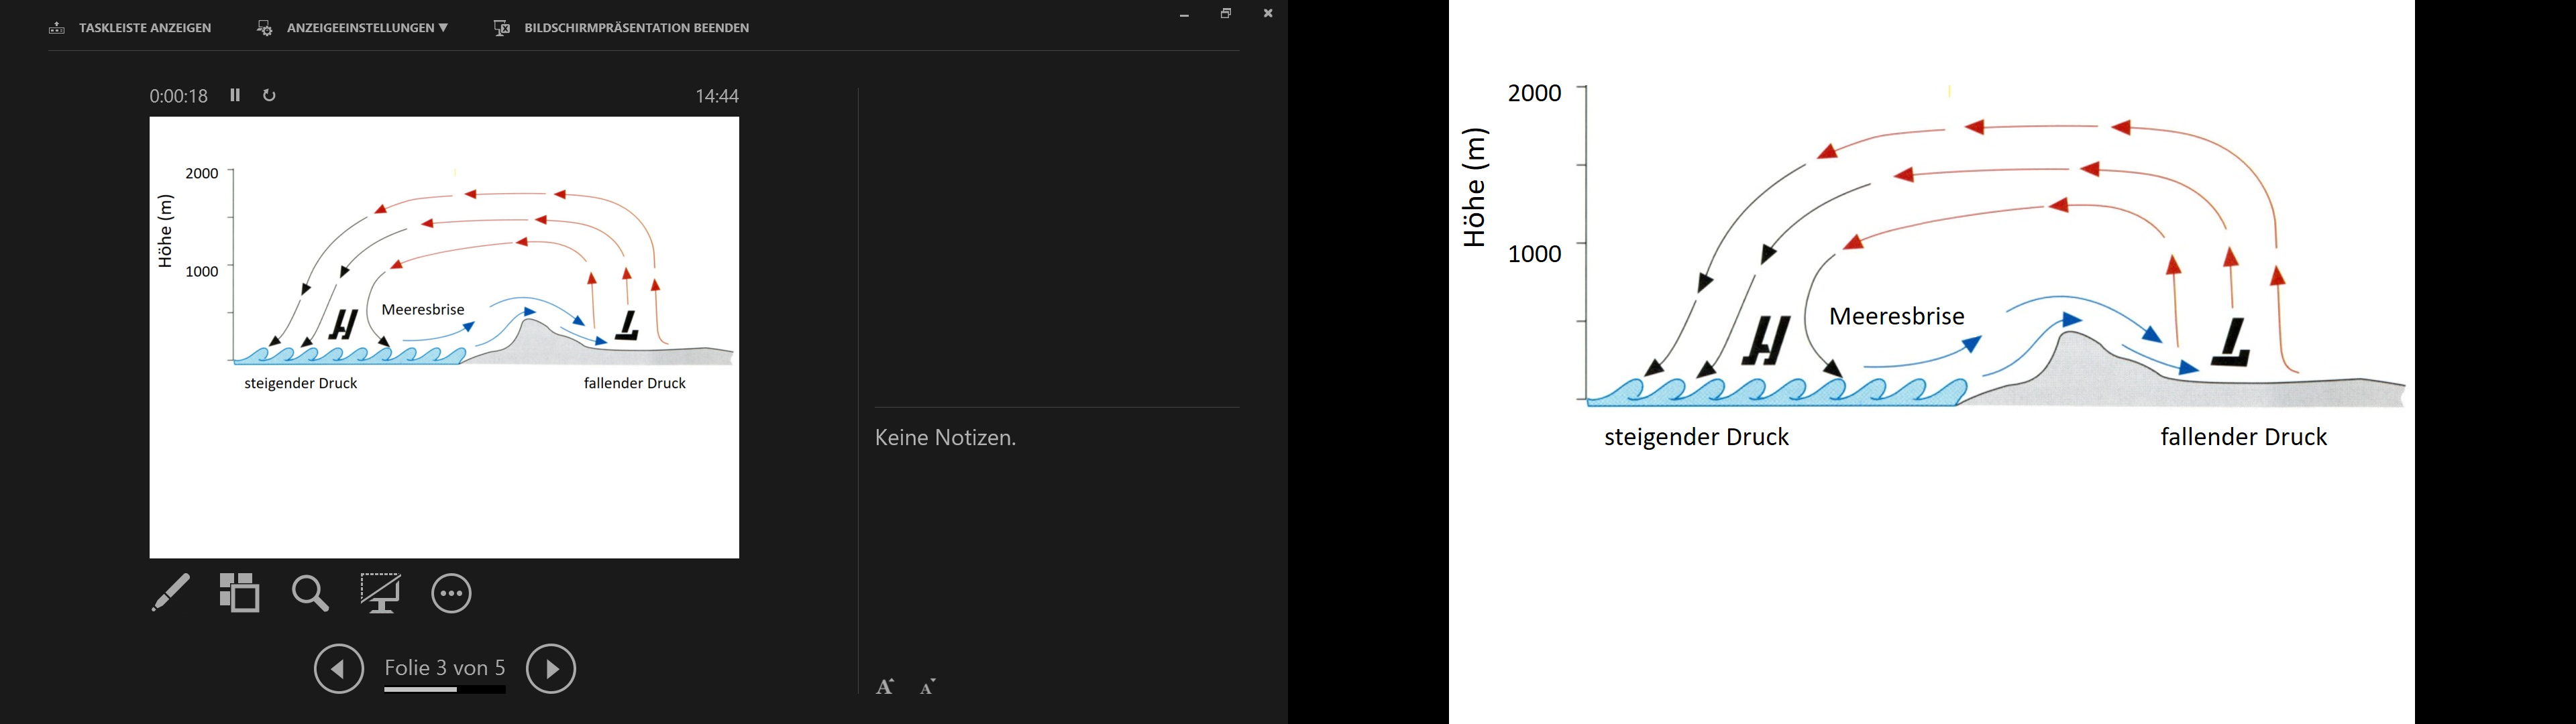 TASKLEISTE ANZEIGEN
ANZEIGEEINSTELLUNGEN ▼
BILDSCHIRMPRÄSENTATION BEENDEN
0:00:18
14:44
2000
1000
Höhe (m)
H
Meeresbrise
T
steigender Druck
fallender Druck
Folie 3 von 5
Keine Notizen.
A
A
2000
1000
Höhe (m)
H
Meeresbrise
T
steigender Druck
fallender Druck